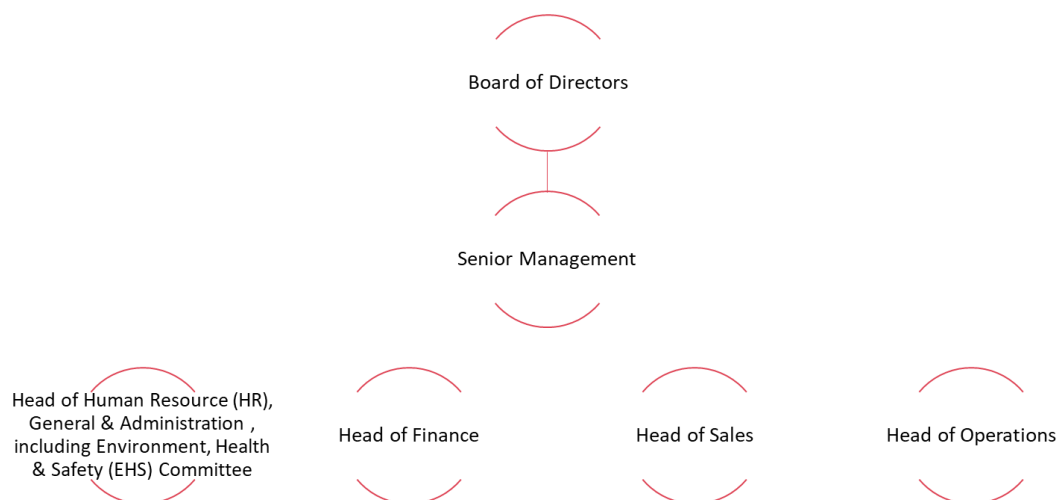 Board of Directors
Senior Management
Head of Human Resource (HR),
General & Administration ,
including Environment, Health
& Safety (EHS) Committee
Head of Finance
Head of Sales
Head of Operations